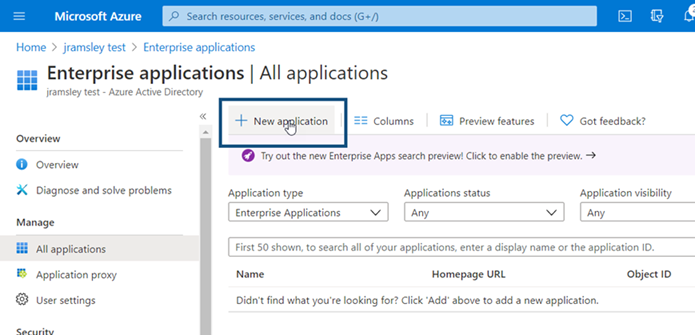 Microsoft Azure
Search resources, services, and docs (G+/)
Home > jramsley test > Enterprise applications
Enterprise applications | All applications
jramsley test - Azure Active Directory
«
Overview
Overview
Diagnose and solve problems
Manage
All applications
Application proxy
User settings
Security
+ New application
Columns
Preview features
Got feedback?
Try out the new Enterprise Apps search preview! Click to enable the preview. →
Application type
Applications status
Application visibility
Enterprise Applications
Any
Any
First 50 shown, to search all of your applications, enter a display name or the application ID.
Name
Homepage URL
Object ID
Didn't find what you're looking for? Click 'Add' above to add a new application.